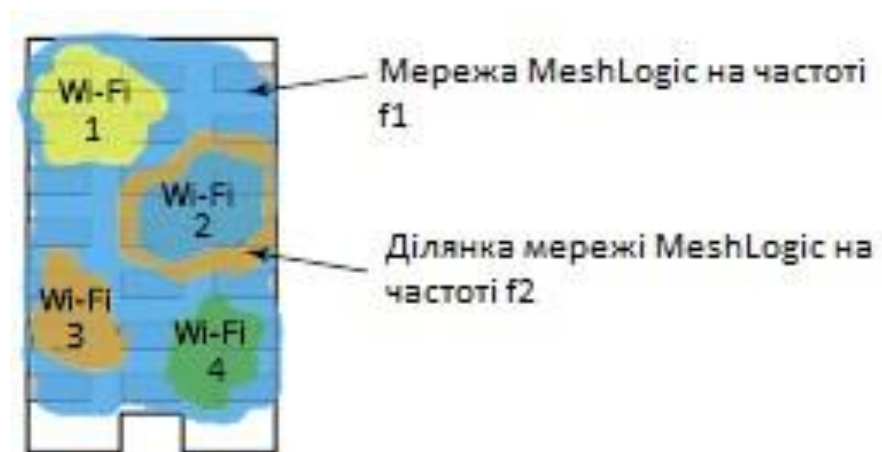 Мережа MeshLogic на частоті
f1
Wi-Fi
1
Wi-Fi
2
Ділянка мережі MeshLogic на
частоті f2
Wi-Fi
3
Wi-Fi
4